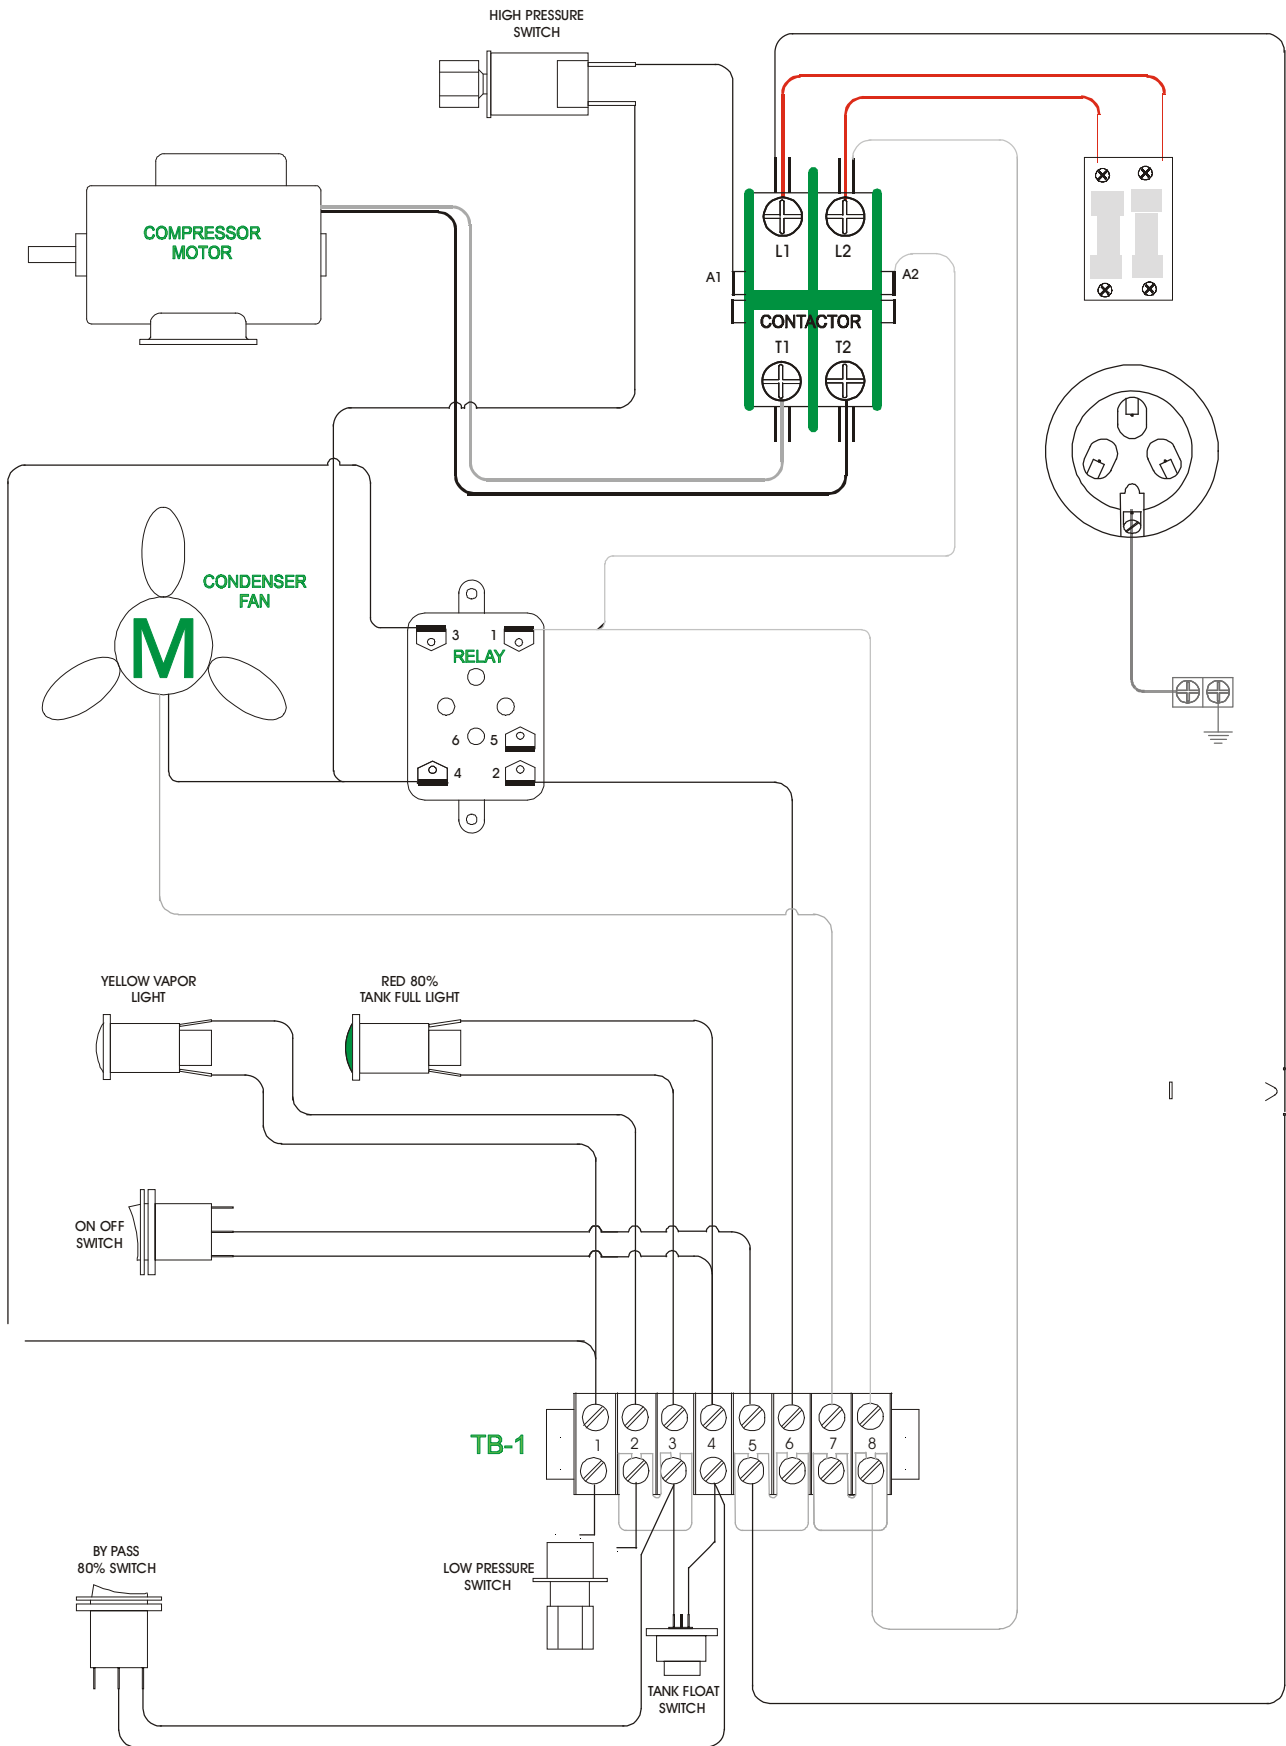 HIGH PRESSURE
SWITCH
COMPRESSOR
MOTOR
L1
L2
A1
A2
CONTACTOR
T1
T2
CONDENSER
FAN
M
3
1
RELAY
6
5
4
2
YELLOW VAPOR
LIGHT
RED 80%
TANK FULL LIGHT
ON OFF
SWITCH
TB-1
1
2
3
4
5
6
7
8
BY PASS
80% SWITCH
LOW PRESSURE
SWITCH
TANK FLOAT
SWITCH